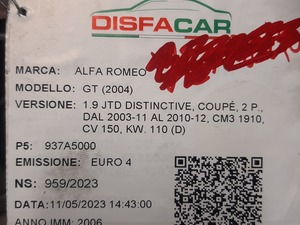 DISFACAR
MARCA: ALFA ROMEO
MODELLO: GT (2004)
VERSIONE: 1.9 JTD DISTINCTIVE, COUPÉ, 2 P.,
DAL 2003-11 AL 2010-12, CM3 1910,
CV 150, KW. 110 (D)
P5: 937A5000
EMISSIONE: EURO 4
NS: 959/2023
DATA: 11/05/2023 14:43:00
ANNO IMM: 2006